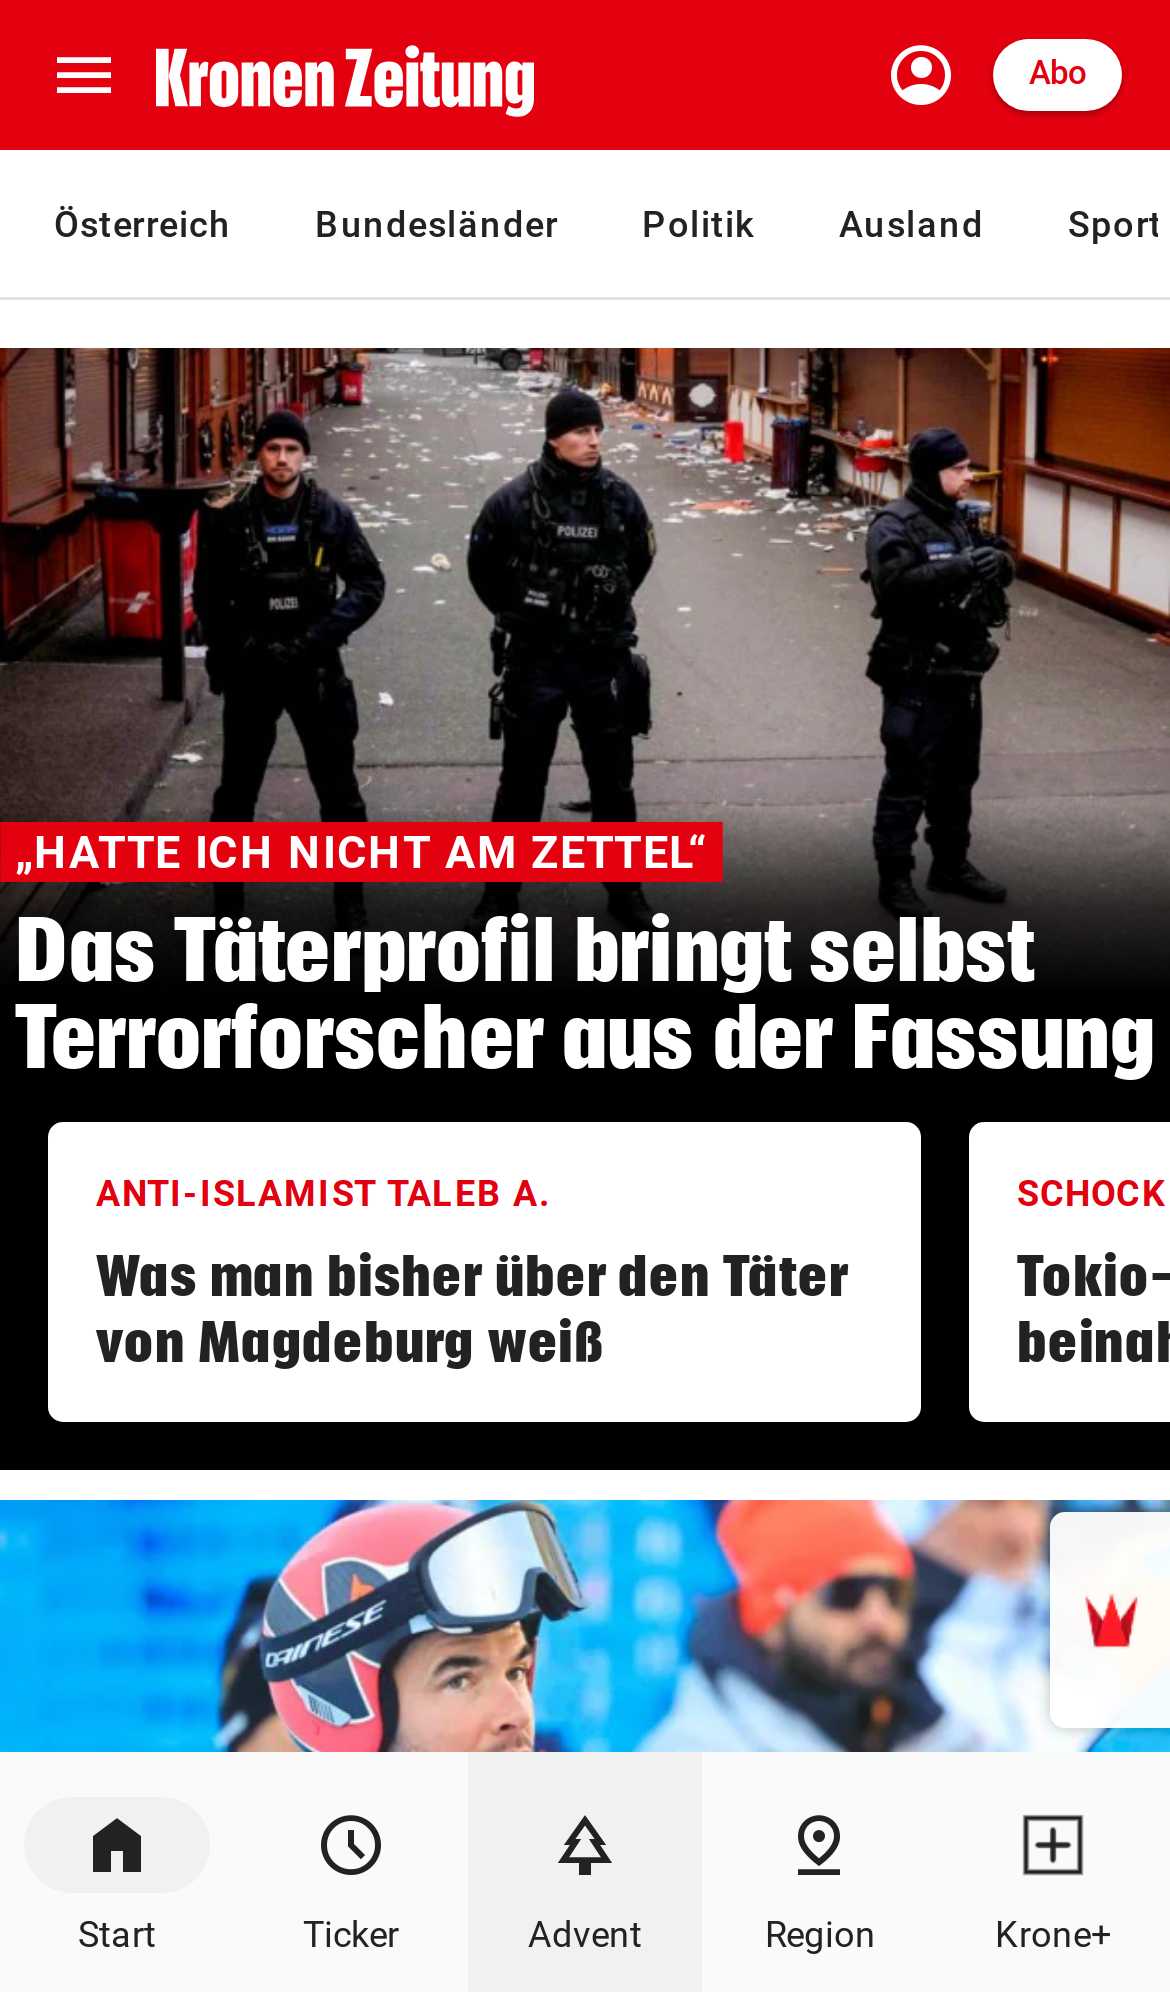 Kronen Zeitung
Abo
Österreich Bundesländer Politik Ausland Sport
POLIZEI
POLIZEI
„HATTE ICH NICHT AM ZETTEL“
Das Täterprofil bringt selbst
Terrorforscher aus der Fassung
ANTI-ISLAMIST TALEB A.
Was man bisher über den Täter
von Magdeburg weiß
SCHOCK
Tokio-
beinah
DAINESE
Start Ticker Advent Region Krone+